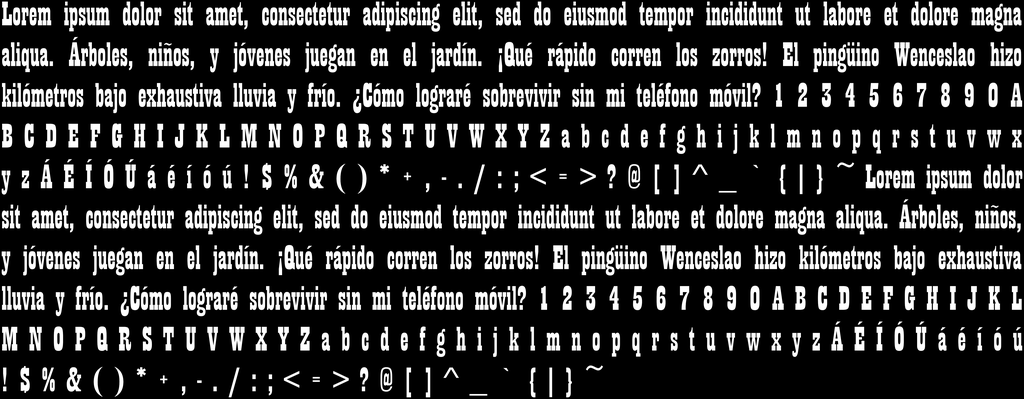 Lorem ipsum dolor sit amet, consectetur adipiscing elit, sed do eiusmod tempor incididunt ut labore et dolore magna
aliqua. Árboles, niños, y jóvenes juegan en el jardín. ¡Qué rápido corren los zorros! El pingüino Wenceslao hizo
kilómetros bajo exhaustiva lluvia y frío. ¿Cómo lograré sobrevivir sin mi teléfono móvil? 1 2 3 4 5 6 7 8 9 0 A
B C D E F G H I J K L M N O P Q R S T U V W X Y Z a b c d e f g h i j k l m n o p q r s t u v w x
y z Á É Í Ó Ú á é í ó ú ! $ % & ( ) * + , - . / : ; < = > ? @ [ ] ^ _ ` { | } ~ Lorem ipsum dolor
sit amet, consectetur adipiscing elit, sed do eiusmod tempor incididunt ut labore et dolore magna aliqua. Árboles, niños,
y jóvenes juegan en el jardín. ¡Qué rápido corren los zorros! El pingüino Wenceslao hizo kilómetros bajo exhaustiva
lluvia y frío. ¿Cómo lograré sobrevivir sin mi teléfono móvil? 1 2 3 4 5 6 7 8 9 0 A B C D E F G H I J K L
M N O P Q R S T U V W X Y Z a b c d e f g h i j k l m n o p q r s t u v w x y z Á É Í Ó Ú á é í ó ú
! $ % & ( ) * + , - . / : ; < = > ? @ [ ] ^ _ ` { | } ~